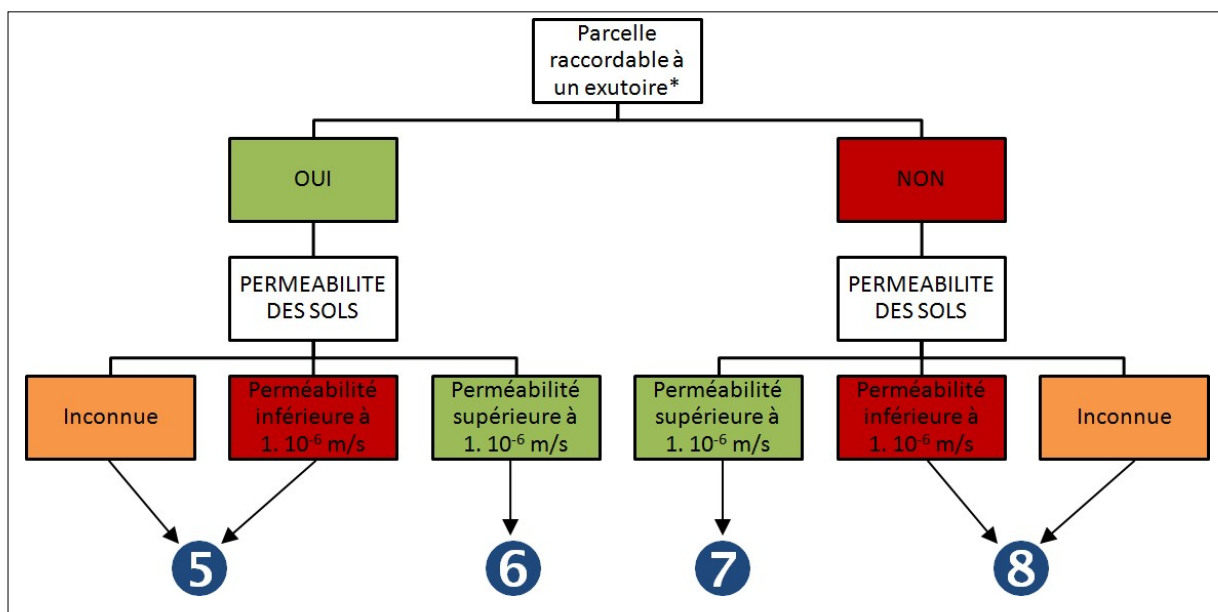 Parcelle
raccordable à
un exutoire*
OUI
NON
PERMEABILITE
DES SOLS
PERMEABILITE
DES SOLS
Inconnue
Perméabilité
inférieure à
1. 10⁻⁶ m/s
Perméabilité
supérieure à
1. 10⁻⁶ m/s
Perméabilité
supérieure à
1. 10⁻⁶ m/s
Perméabilité
inférieure à
1. 10⁻⁶ m/s
Inconnue
5
6
7
8